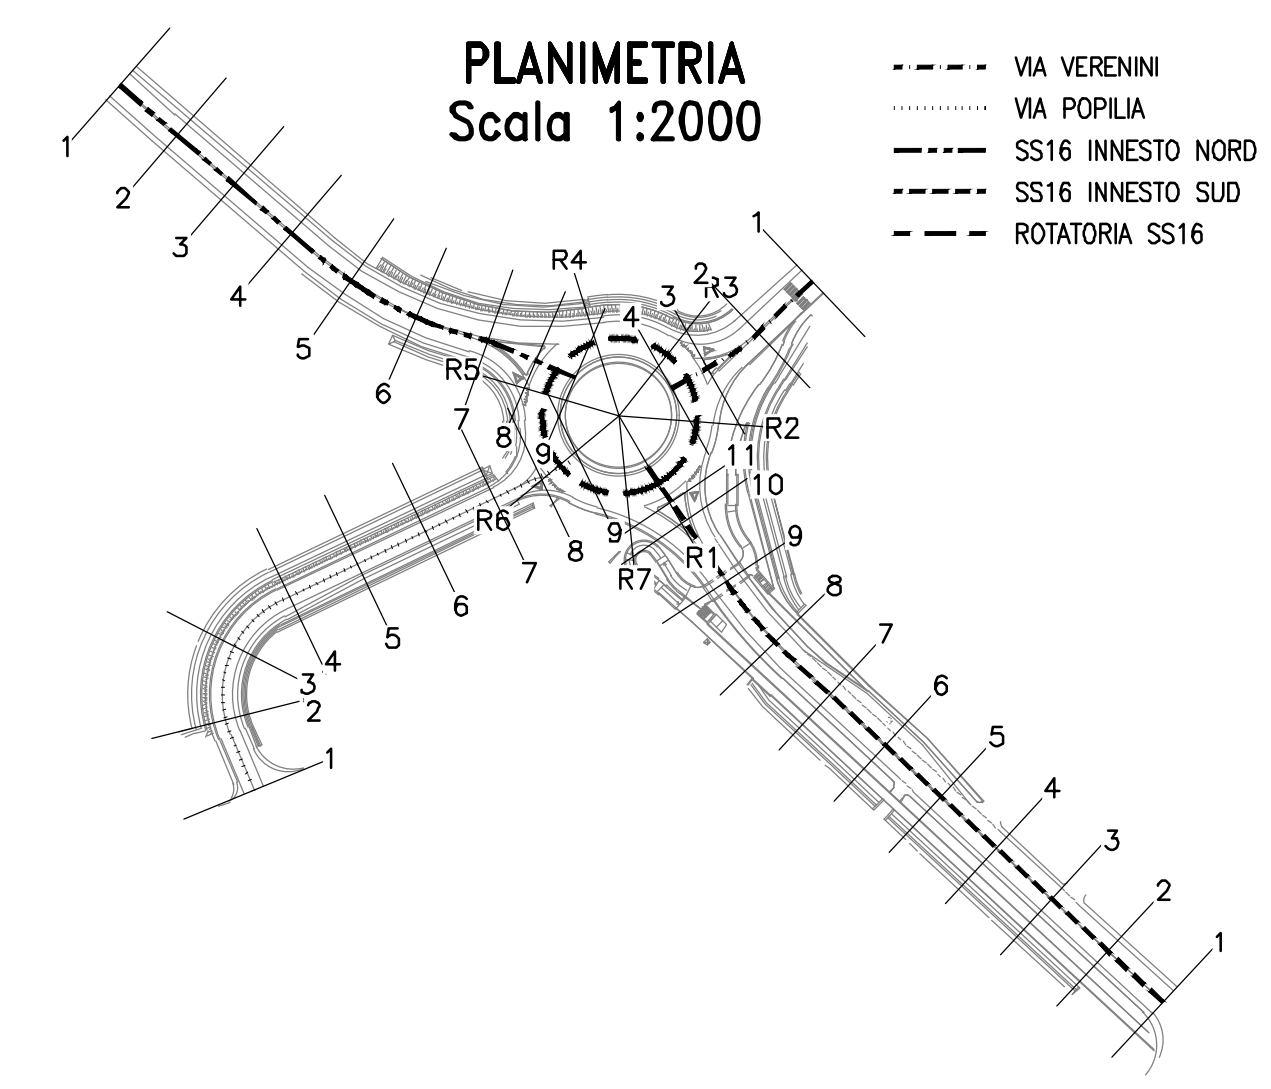 PLANIMETRIA
Scala 1:2000
VIA VERENINI
VIA POPILIA
SS16 INNESTO NORD
SS16 INNESTO SUD
ROTATORIA SS16
1
2
3
4
5
6
7
8
9
1
2
3
4
R4
R3
R5
R2
R6
R1
R7
11
10
9
8
7
6
5
4
3
2
1
9
8
7
6
5
4
3
2
1